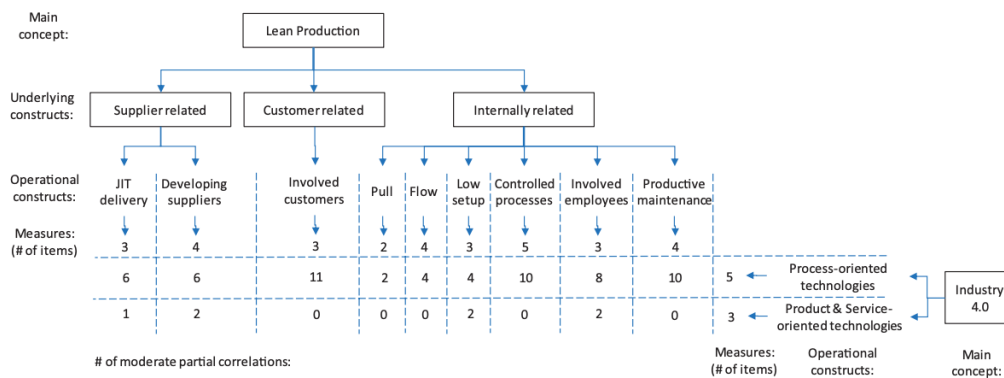 Main
concept:
Lean Production
Underlying
constructs:
Supplier related
Customer related
Internally related
Operational
constructs:
JIT
delivery
Developing
suppliers
Involved
customers
Pull
Flow
Low
setup
Controlled
processes
Involved
employees
Productive
maintenance
Measures:
(# of items)
3 4 3 2 4 3 5 3 4
6 6 11 2 4 4 10 8 10 5
Process-oriented
technologies
1 2 0 0 0 2 0 2 0 3
Product & Service-
oriented technologies
Industry
4.0
# of moderate partial correlations:
Measures:
(# of items)
Operational
constructs:
Main
concept: